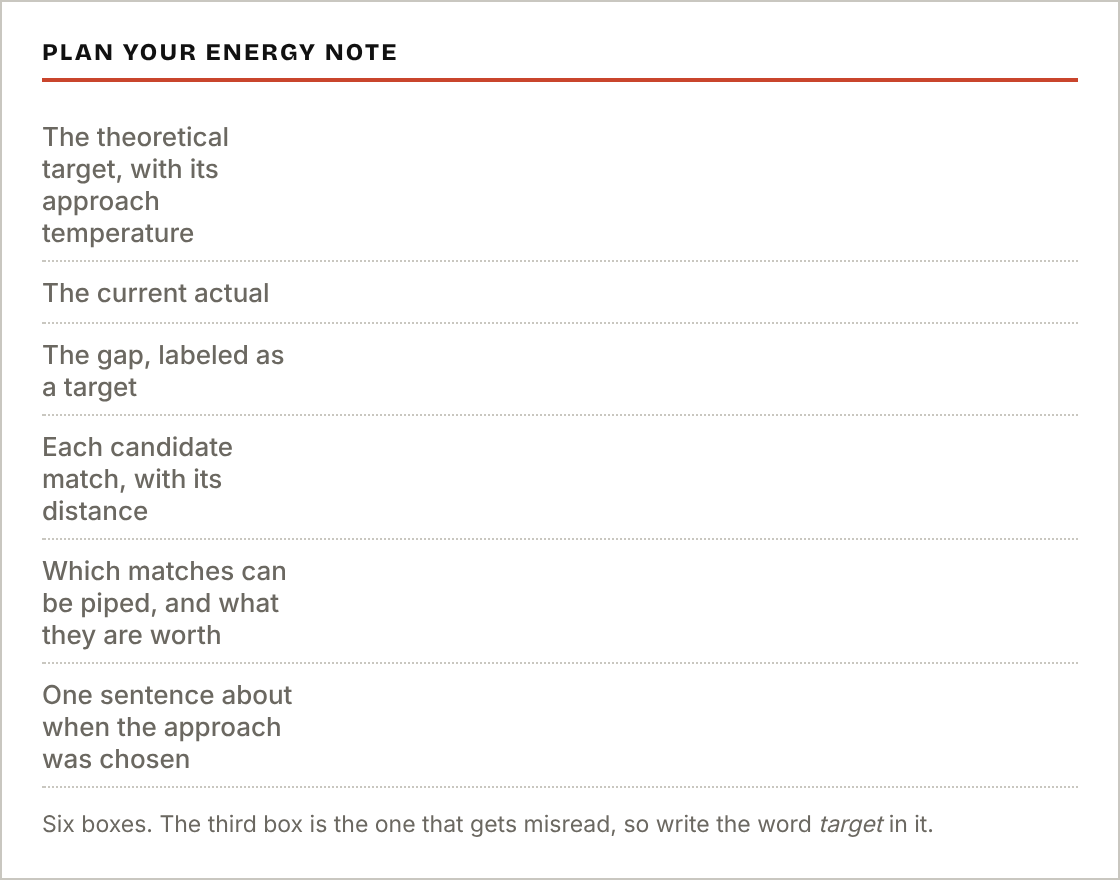 PLAN YOUR ENERGY NOTE
The theoretical
target, with its
approach
temperature
The current actual
The gap, labeled as
a target
Each candidate
match, with its
distance
Which matches can
be piped, and what
they are worth
One sentence about
when the approach
was chosen
Six boxes. The third box is the one that gets misread, so write the word target in it.